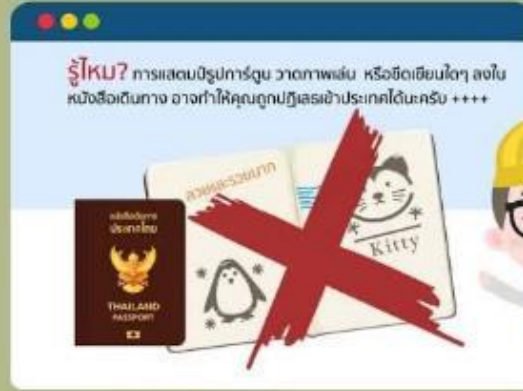 รู้ไหม? การแสตมป์รูปการ์ตูน วาดภาพเล่น หรือขีดเขียนใดๆ ลงใน
หนังสือเดินทาง อาจทำให้คุณถูกปฏิเสธเข้าประเทศได้นะครับ ++++
สวยและรวยมาก
หนังสือเดินทาง
ประเทศไทย
THAILAND
PASSPORT
Kitty